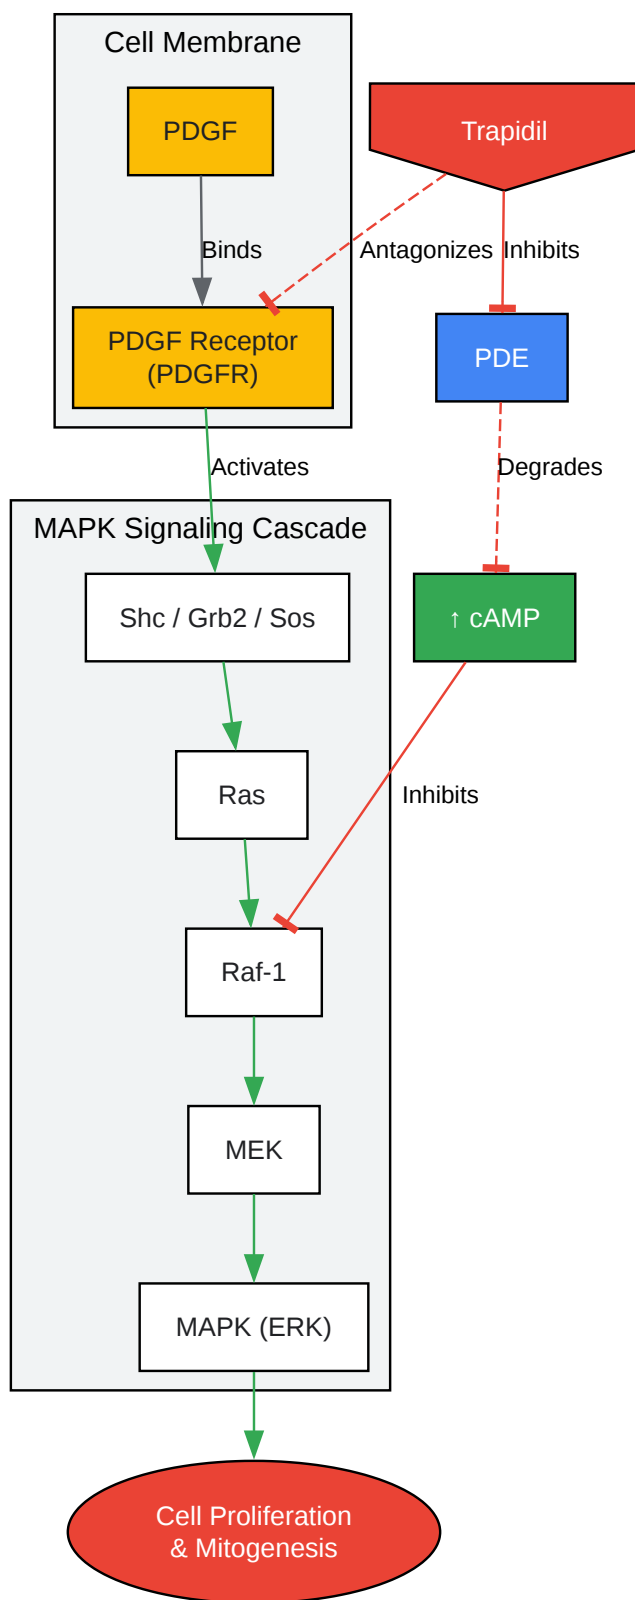 Cell Membrane
PDGF
Trapidil
Binds
Antagonizes
Inhibits
PDGF Receptor
(PDGFR)
PDE
Activates
Degrades
MAPK Signaling Cascade
Shc / Grb2 / Sos
↑ cAMP
Ras
Inhibits
Raf-1
MEK
MAPK (ERK)
Cell Proliferation
& Mitogenesis